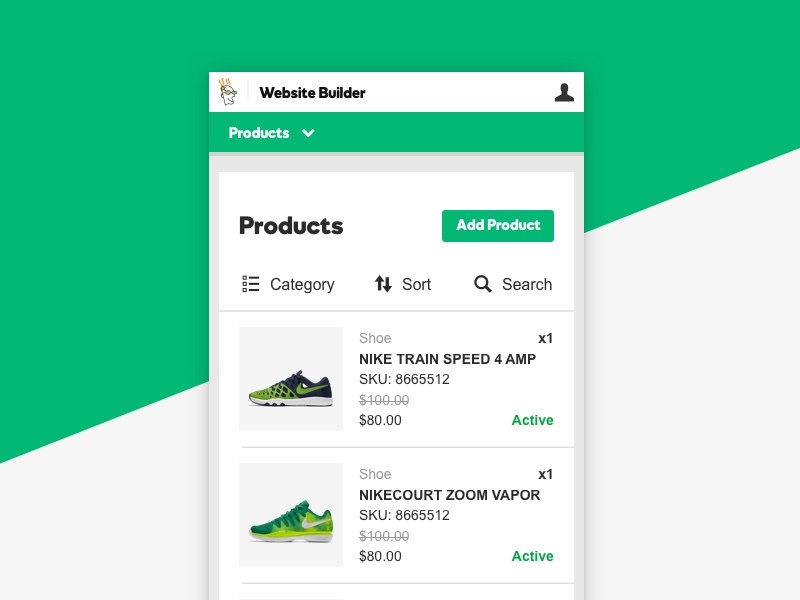 Website Builder
Products
Products
Add Product
Category
Sort
Search
Shoe
x1
NIKE TRAIN SPEED 4 AMP
SKU: 8665512
$100.00
$80.00
Active
Shoe
x1
NIKECOURT ZOOM VAPOR
SKU: 8665512
$100.00
$80.00
Active